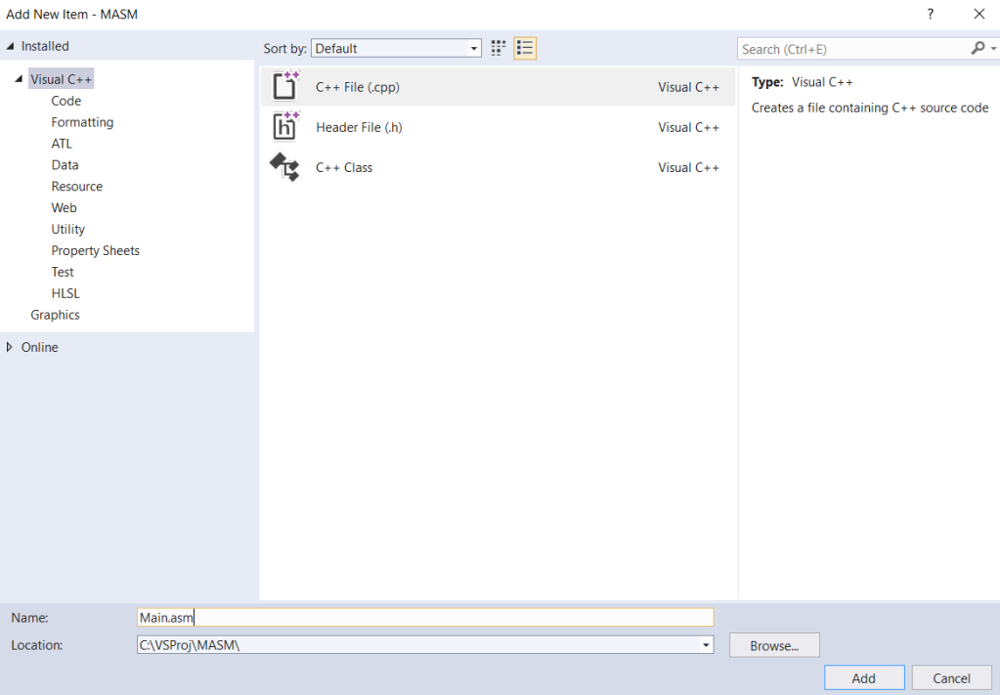 Add New Item - MASM
?
Installed
Sort by: Default
Search (Ctrl+E)
Visual C++
Code
Formatting
ATL
Data
Resource
Web
Utility
Property Sheets
Test
HLSL
Graphics
Online
C++ File (.cpp) Visual C++
Header File (.h) Visual C++
C++ Class Visual C++
Type: Visual C++
Creates a file containing C++ source code
Name: Main.asm
Location: C:\VSProj\MASM\
Browse...
Add
Cancel